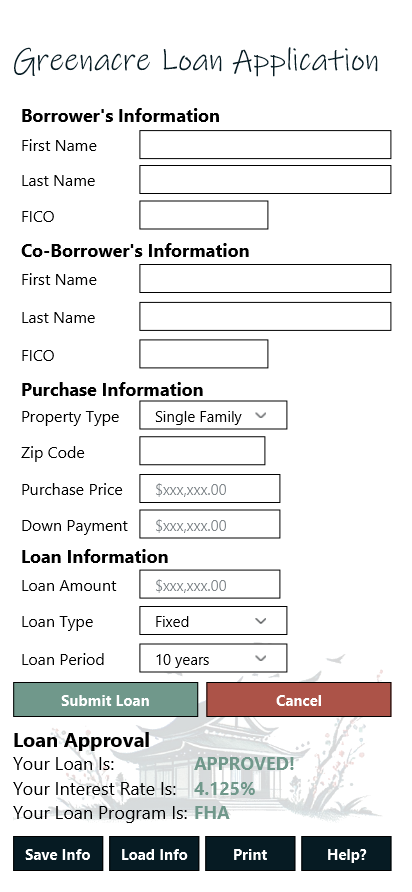 Greenacre Loan Application
Borrower's Information
First Name
Last Name
FICO
Co-Borrower's Information
First Name
Last Name
FICO
Purchase Information
Property Type Single Family
Zip Code
Purchase Price $xxx,xxx.00
Down Payment $xxx,xxx.00
Loan Information
Loan Amount $xxx,xxx.00
Loan Type Fixed
Loan Period 10 years
Submit Loan Cancel
Loan Approval
Your Loan Is: APPROVED!
Your Interest Rate Is: 4.125%
Your Loan Program Is: FHA
Save Info Load Info Print Help?